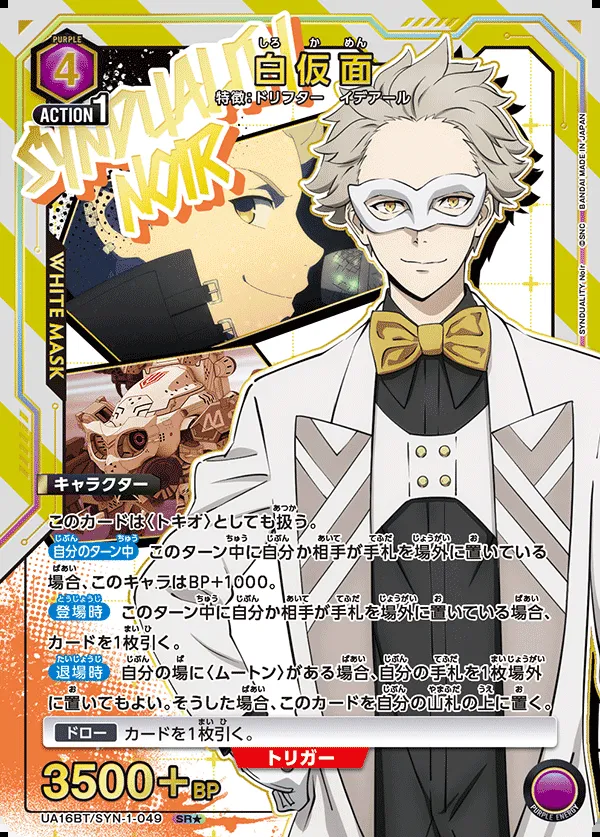 PURPLE
4
ACTION 1
SYNDUALITY
NOIR
しろ か めん
白仮面
特徴:ドリフター イデアール
WHITE MASK
SYNDUALITY Noir ©SNC BANDAI MADE IN JAPAN
キャラクター
このカードは〈トキオ〉としても扱う。
自分のターン中 このターン中に自分か相手が手札を場外に置いている
場合、このキャラはBP+1000。
登場時 このターン中に自分か相手が手札を場外に置いている場合、
カードを1枚引く。
退場時 自分の場に〈ムートン〉がある場合、自分の手札を1枚場外
に置いてもよい。そうした場合、このカードを自分の山札の上に置く。
ドロー カードを1枚引く。
トリガー
3500+BP
UA16BT/SYN-1-049 SR★
PURPLE ENERGY